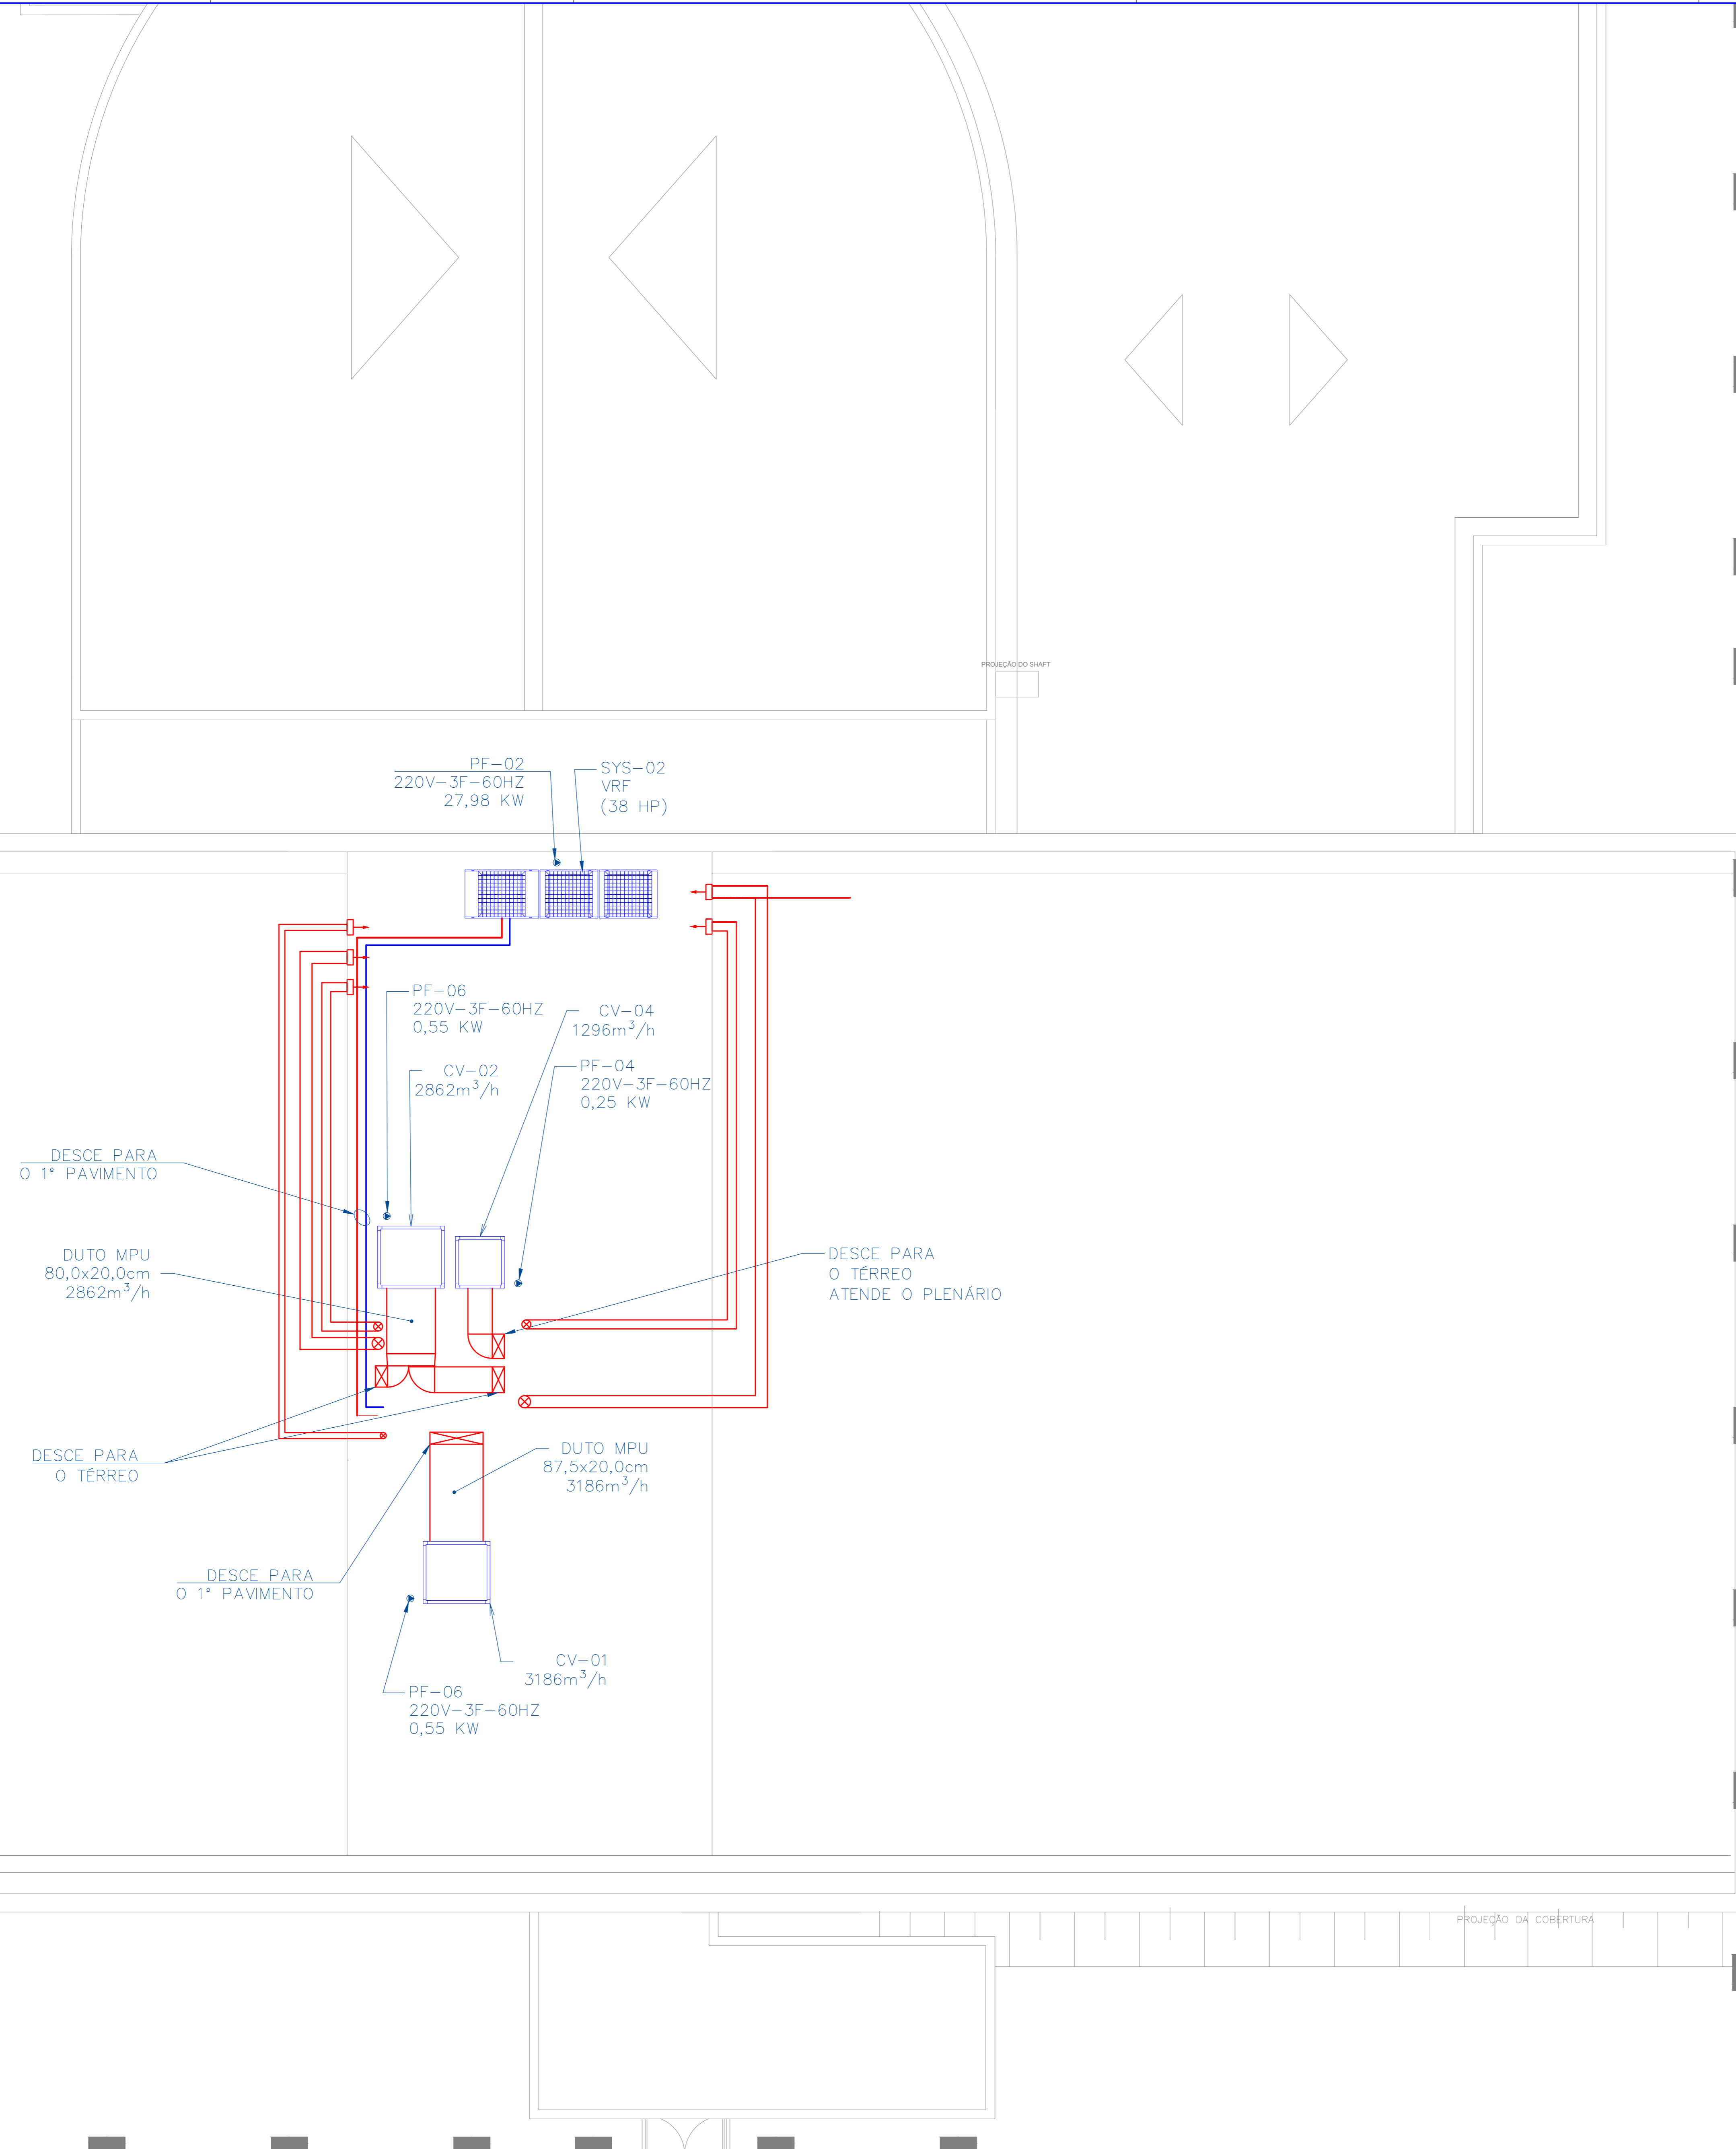 PROJEÇÃO DO SHAFT
PF-02
220V-3F-60HZ
27,98 KW
SYS-02
VRF
(38 HP)
PF-06
220V-3F-60HZ
0,55 KW
CV-04
1296m³/h
CV-02
2862m³/h
PF-04
220V-3F-60HZ
0,25 KW
DESCE PARA
O 1° PAVIMENTO
DUTO MPU
80,0x20,0cm
2862m³/h
DESCE PARA
O TÉRREO
ATENDE O PLENÁRIO
DESCE PARA
O TÉRREO
DUTO MPU
87,5x20,0cm
3186m³/h
DESCE PARA
O 1° PAVIMENTO
CV-01
3186m³/h
PF-06
220V-3F-60HZ
0,55 KW
PROJEÇÃO DA COBERTURA